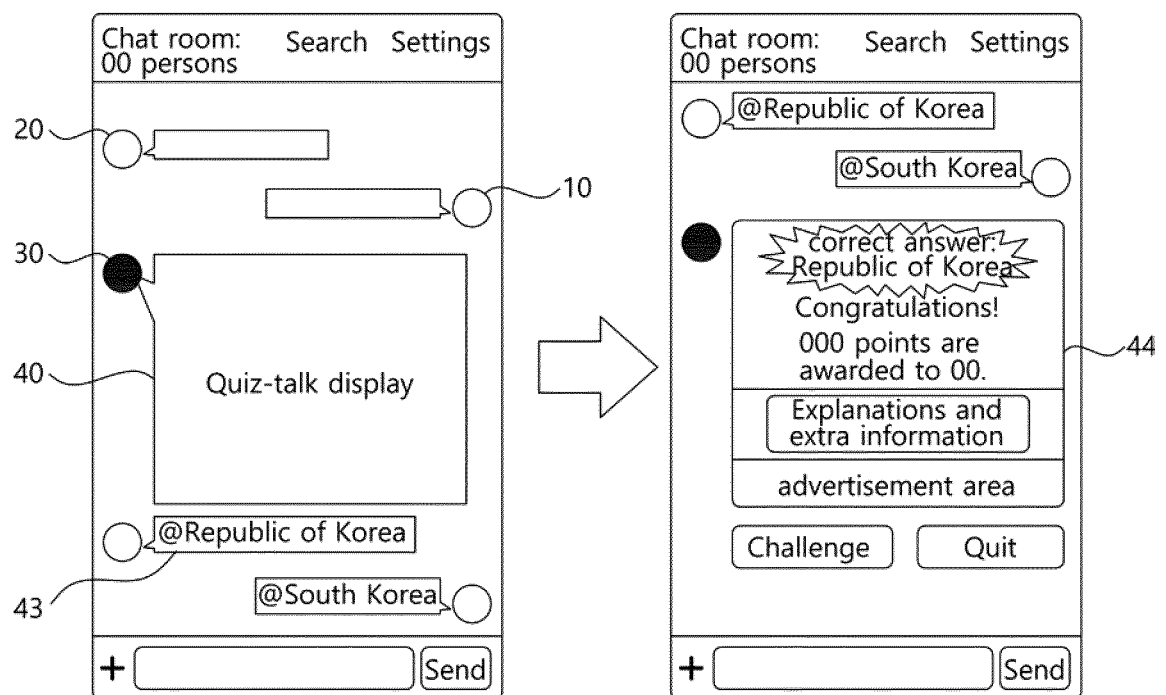 Chat room: Search Settings
00 persons
20
10
30
40
Quiz-talk display
@Republic of Korea
43
@South Korea
+ Send
Chat room: Search Settings
00 persons
@Republic of Korea
@South Korea
correct answer:
Republic of Korea
Congratulations!
000 points are
awarded to 00.
44
Explanations and
extra information
advertisement area
Challenge Quit
+ Send